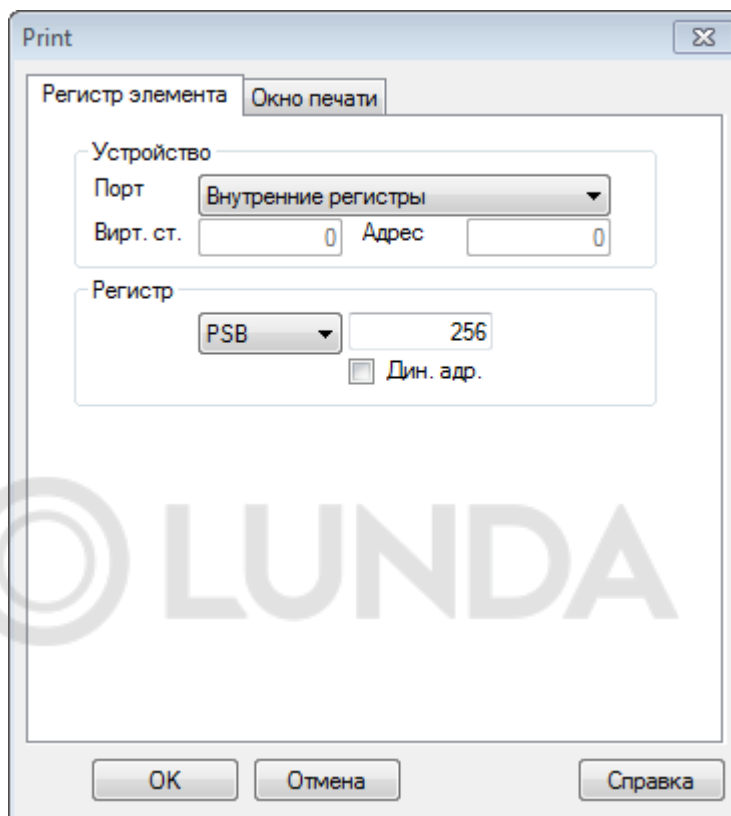 Print
Регистр элемента Окно печати
Устройство
Порт Внутренние регистры
Вирт. ст. 0 Адрес 0
Регистр
PSB 256
Дин. адр.
LUNDA
OK Отмена Справка